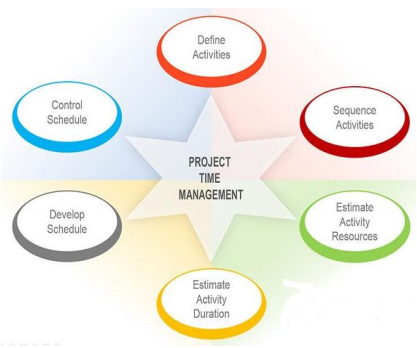 Define
Activities
Control
Schedule
Sequence
Activities
PROJECT
TIME
MANAGEMENT
Develop
Schedule
Estimate
Activity
Resources
Estimate
Activity
Duration